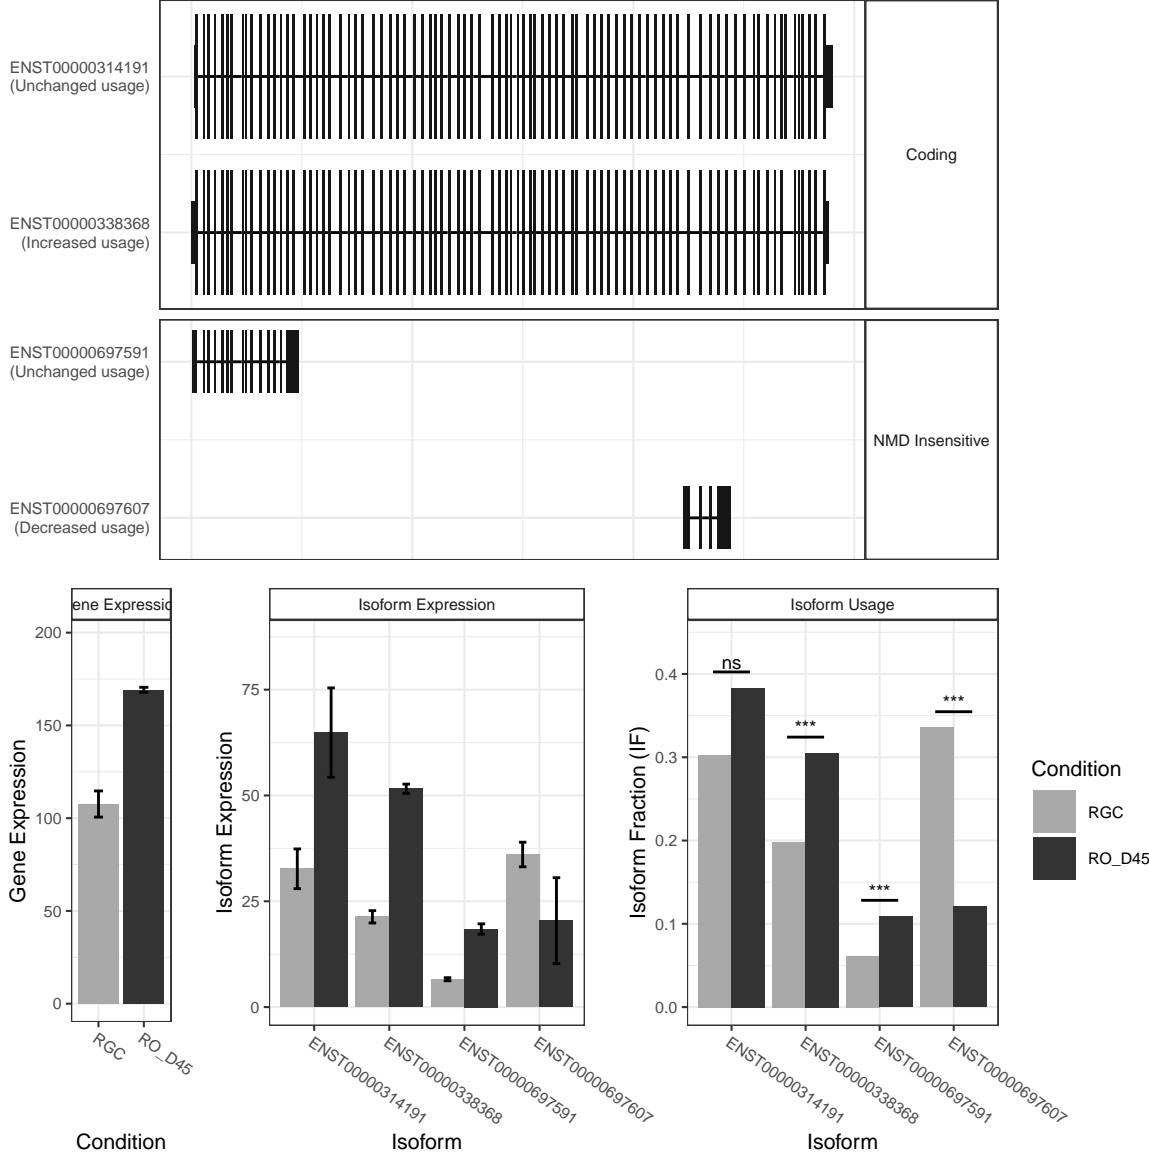 ENST00000314191
(Unchanged usage)
Coding
ENST00000338368
(Increased usage)
ENST00000697591
(Unchanged usage)
NMD Insensitive
ENST00000697607
(Decreased usage)
ene Expressio
Isoform Expression
Isoform Usage
Gene Expression
200
150
100
50
0
RGC
RO_D45
Condition
Isoform Expression
75
50
25
0
ENST00000314191
ENST00000338368
ENST00000697591
ENST00000697607
Isoform
Isoform Fraction (IF)
0.4
0.3
0.2
0.1
0.0
ns
***
***
***
ENST00000314191
ENST00000338368
ENST00000697591
ENST00000697607
Isoform
Condition
RGC
RO_D45